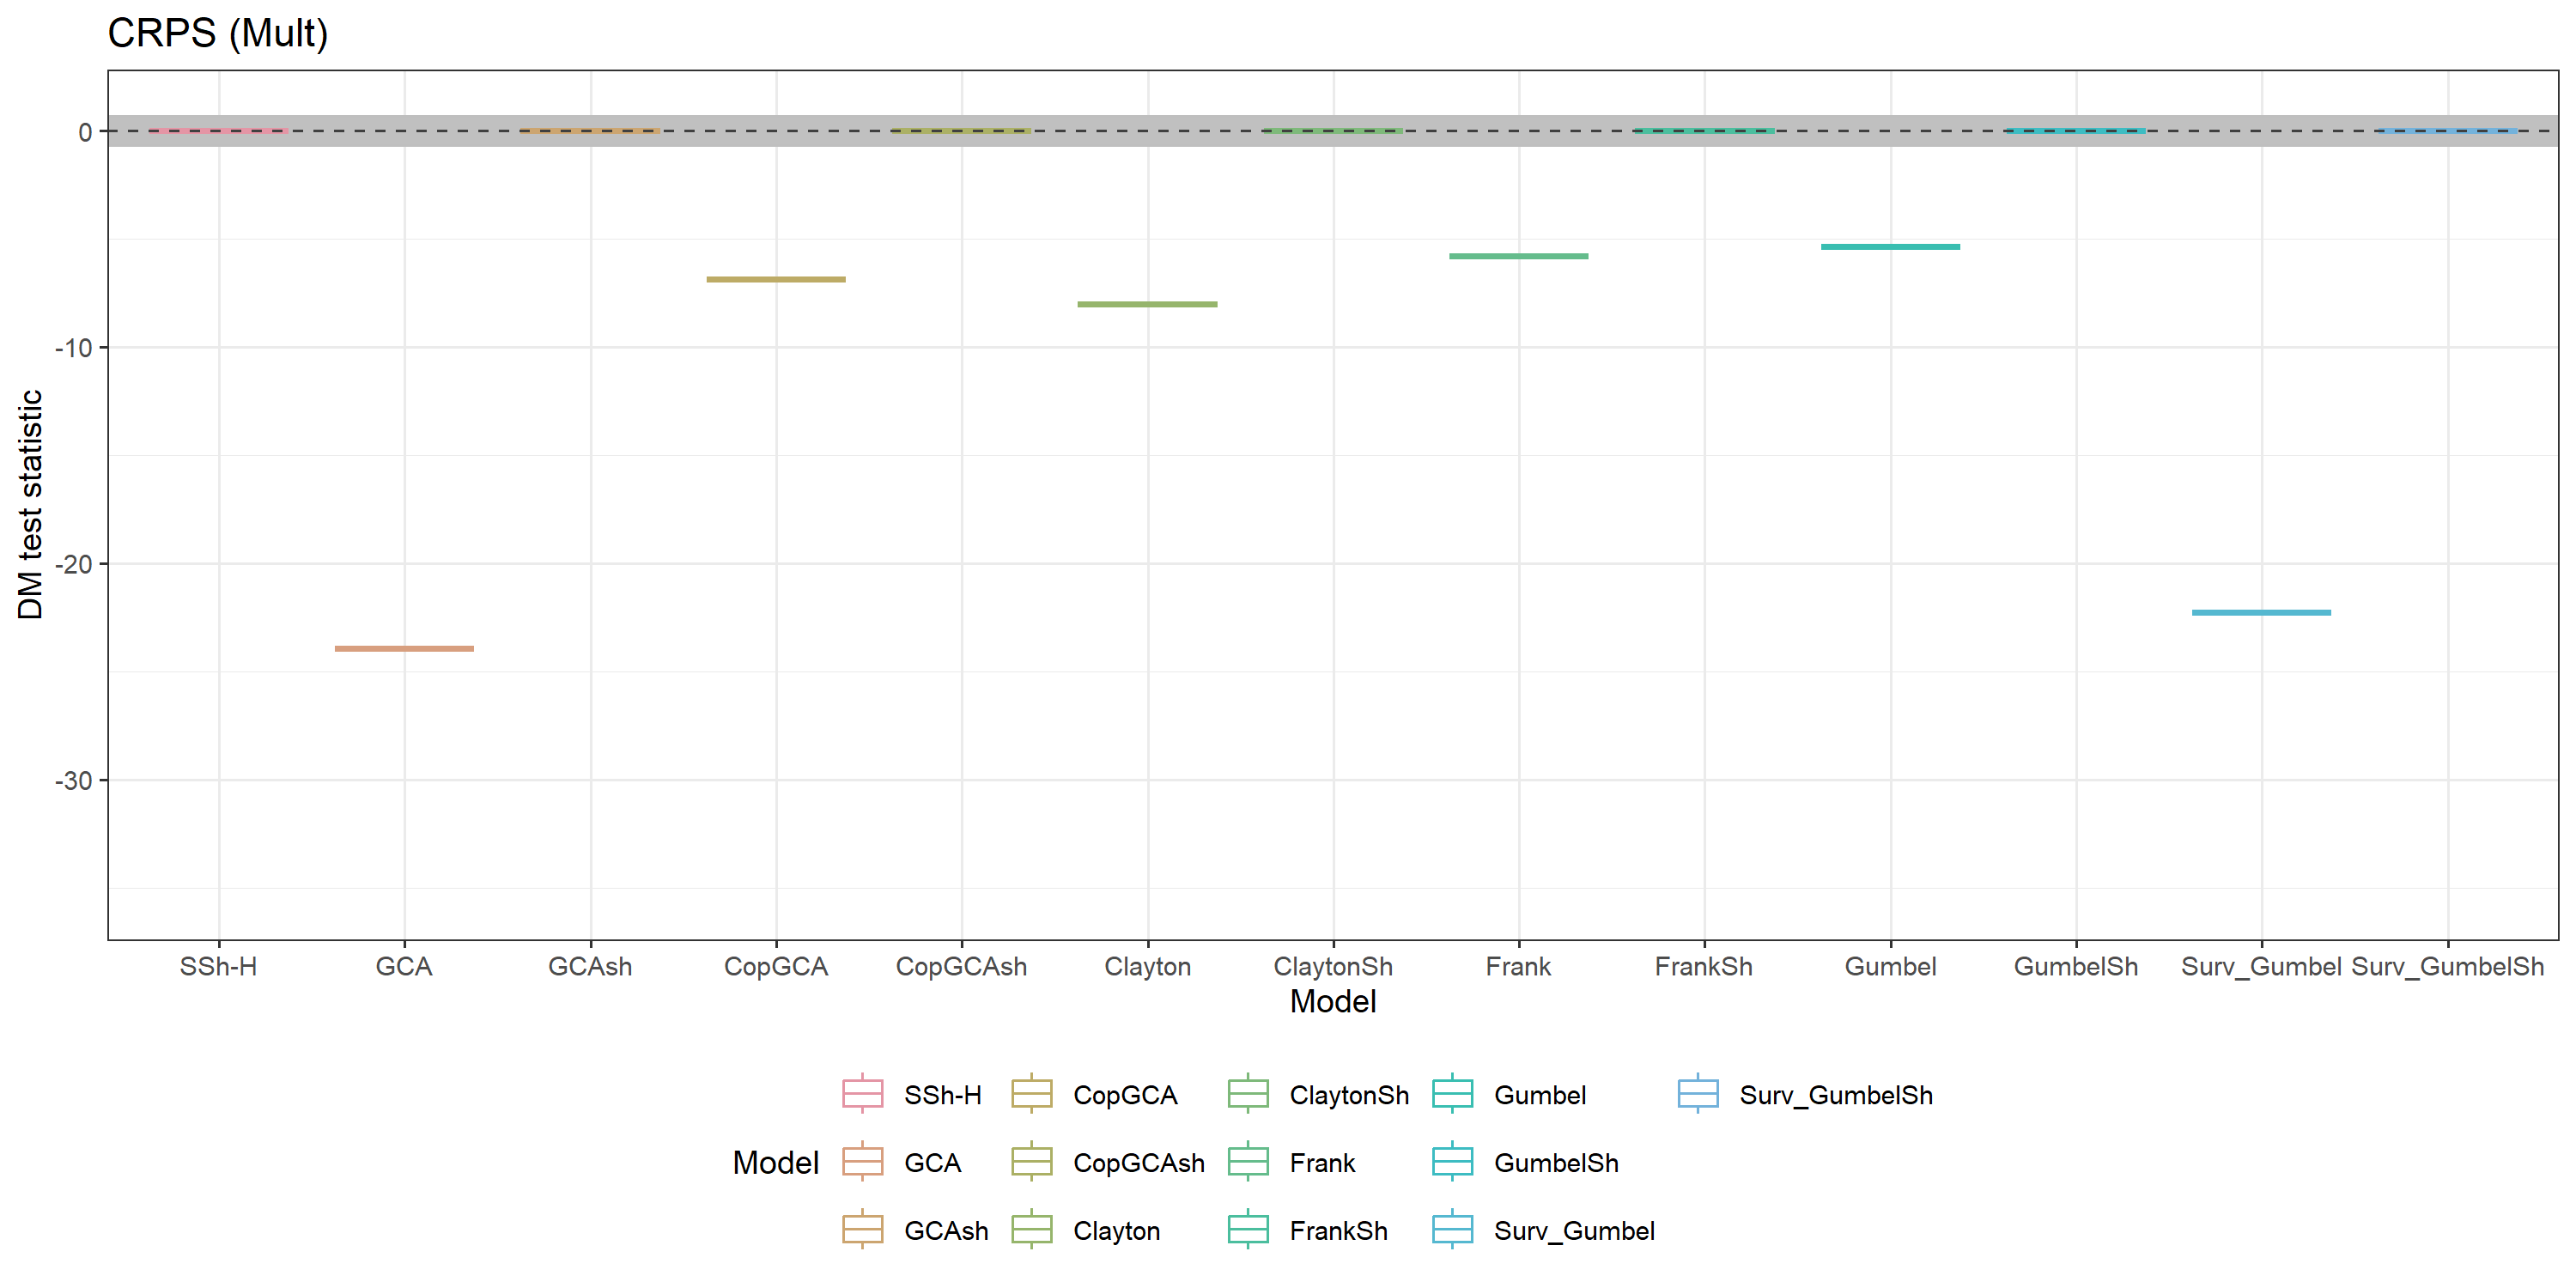 CRPS (Mult)
DM test statistic
0
-10
-20
-30
SSh-H GCA GCAsh CopGCA CopGCAsh Clayton ClaytonSh Frank FrankSh Gumbel GumbelSh Surv_Gumbel Surv_GumbelSh
Model
SSh-H CopGCA ClaytonSh Gumbel Surv_GumbelSh
Model GCA CopGCAsh Frank GumbelSh
GCAsh Clayton FrankSh Surv_Gumbel